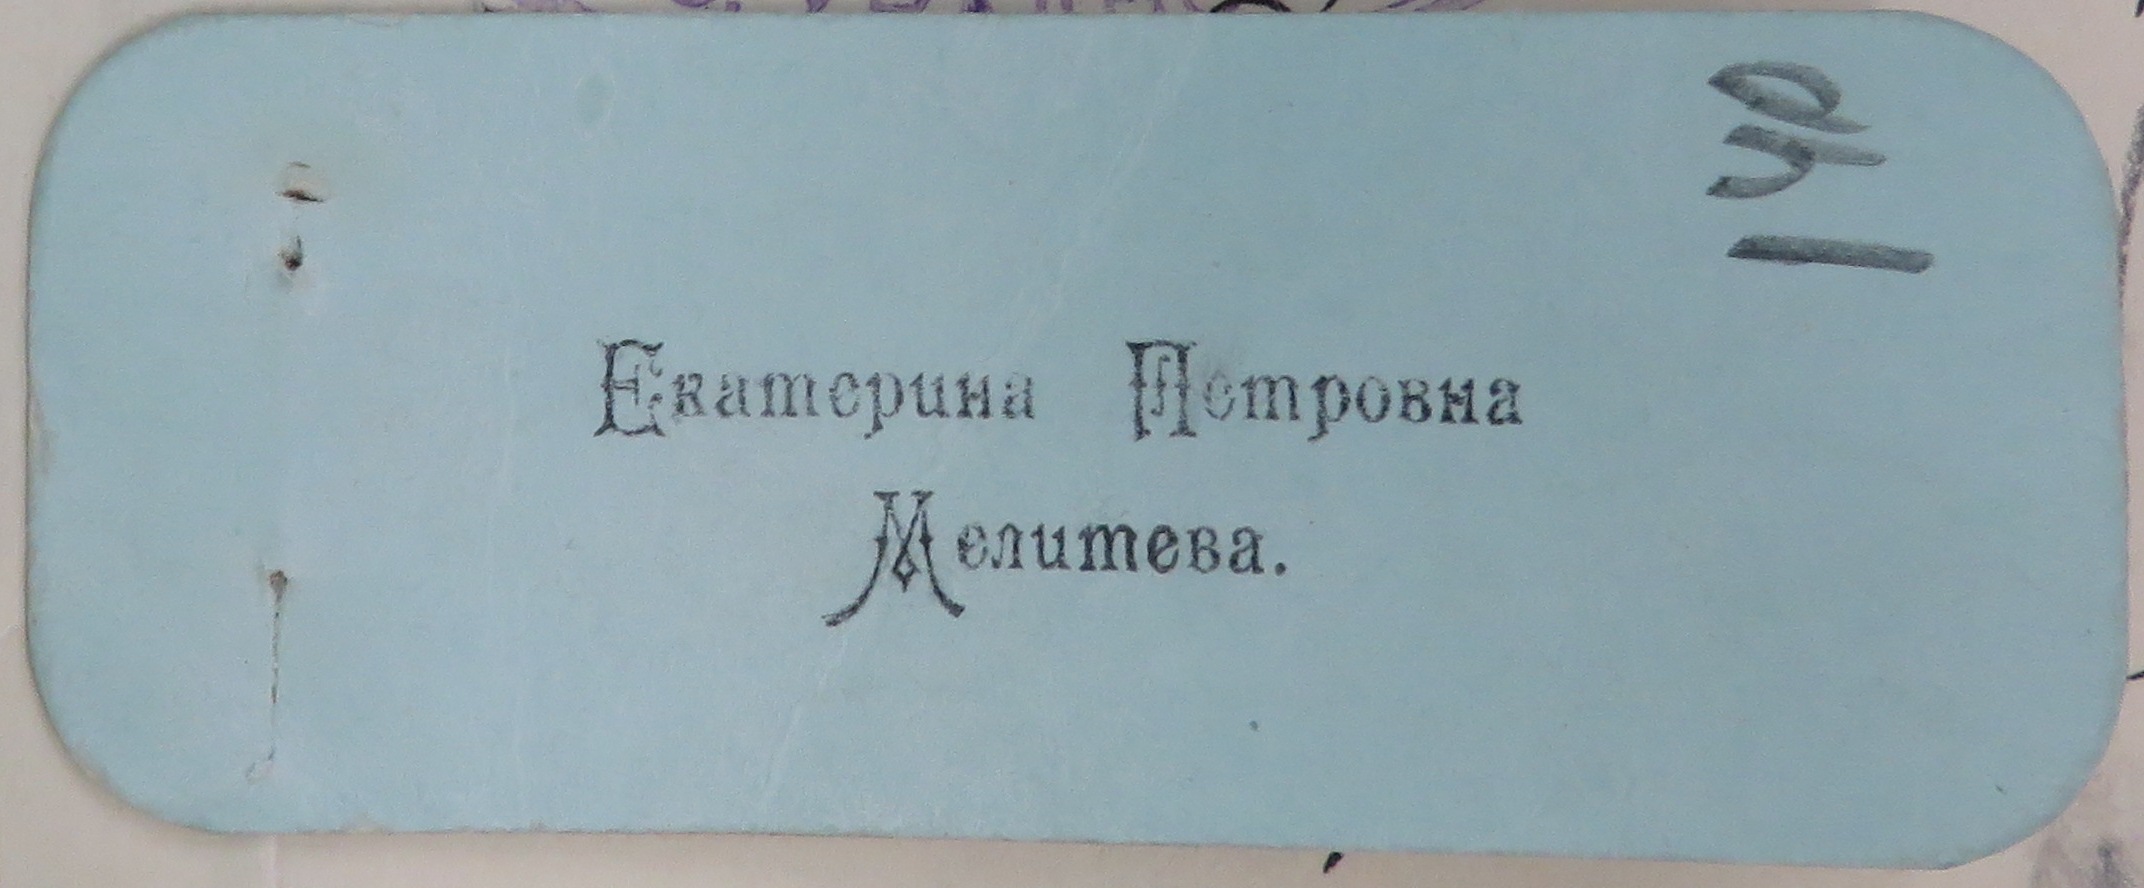 Екатерина Петровна
Мелитева.